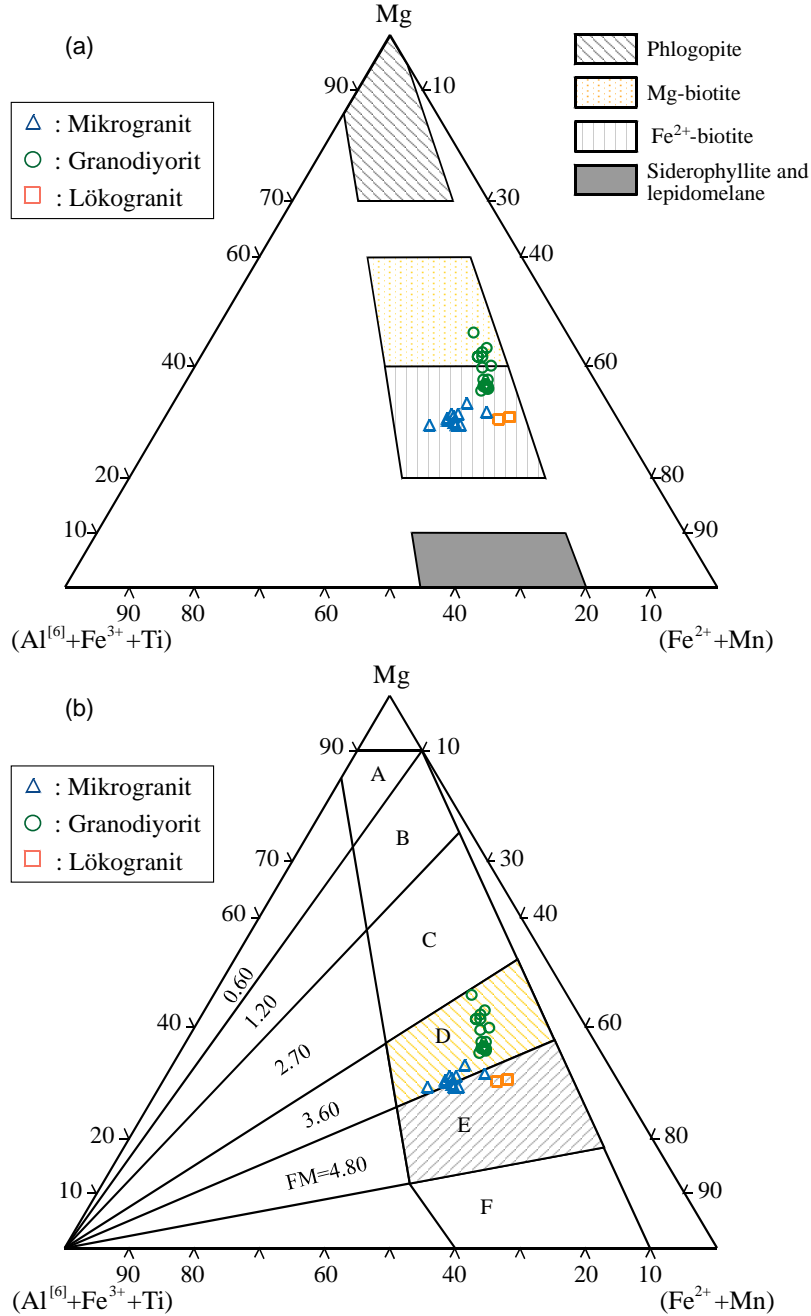 Mg
(a)
90 10
Phlogopite
Mg-biotite
Fe²⁺-biotite
Siderophyllite and
lepidomelane
: Mikrogranit
: Granodiyorit
: Lökogranit
70 30
60 40
40 60
20 80
10 90
90 80 60 40 20 10
(Al[6]+Fe³⁺+Ti) (Fe²⁺+Mn)
Mg
(b)
90 10
A
: Mikrogranit
: Granodiyorit
: Lökogranit
B
70 30
60 40
C
0.60
1.20
40 60
D
2.70
3.60
E
20 80
FM=4.80
10 90
F
90 80 60 40 20 10
(Al[6]+Fe³⁺+Ti) (Fe²⁺+Mn)